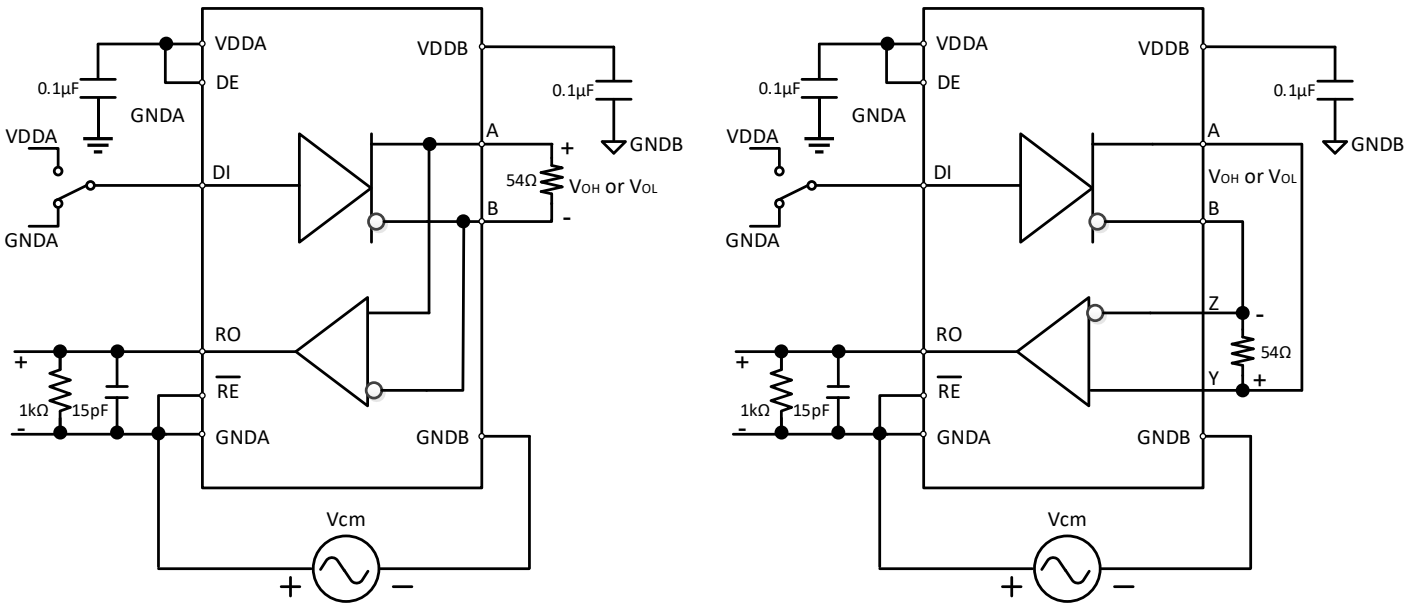 VDDA
DE
VDDB
0.1µF
GNDA
0.1µF
GNDB
VDDA
GNDA
DI
A
+
54Ω
VOH or VOL
B
-
RO
+
1kΩ
15pF
-
RE
GNDA
GNDB
Vcm
+
−
VDDA
DE
VDDB
0.1µF
GNDA
0.1µF
GNDB
VDDA
GNDA
DI
A
VOH or VOL
B
Z
-
54Ω
Y
+
RO
+
1kΩ
15pF
-
RE
GNDA
GNDB
Vcm
+
−